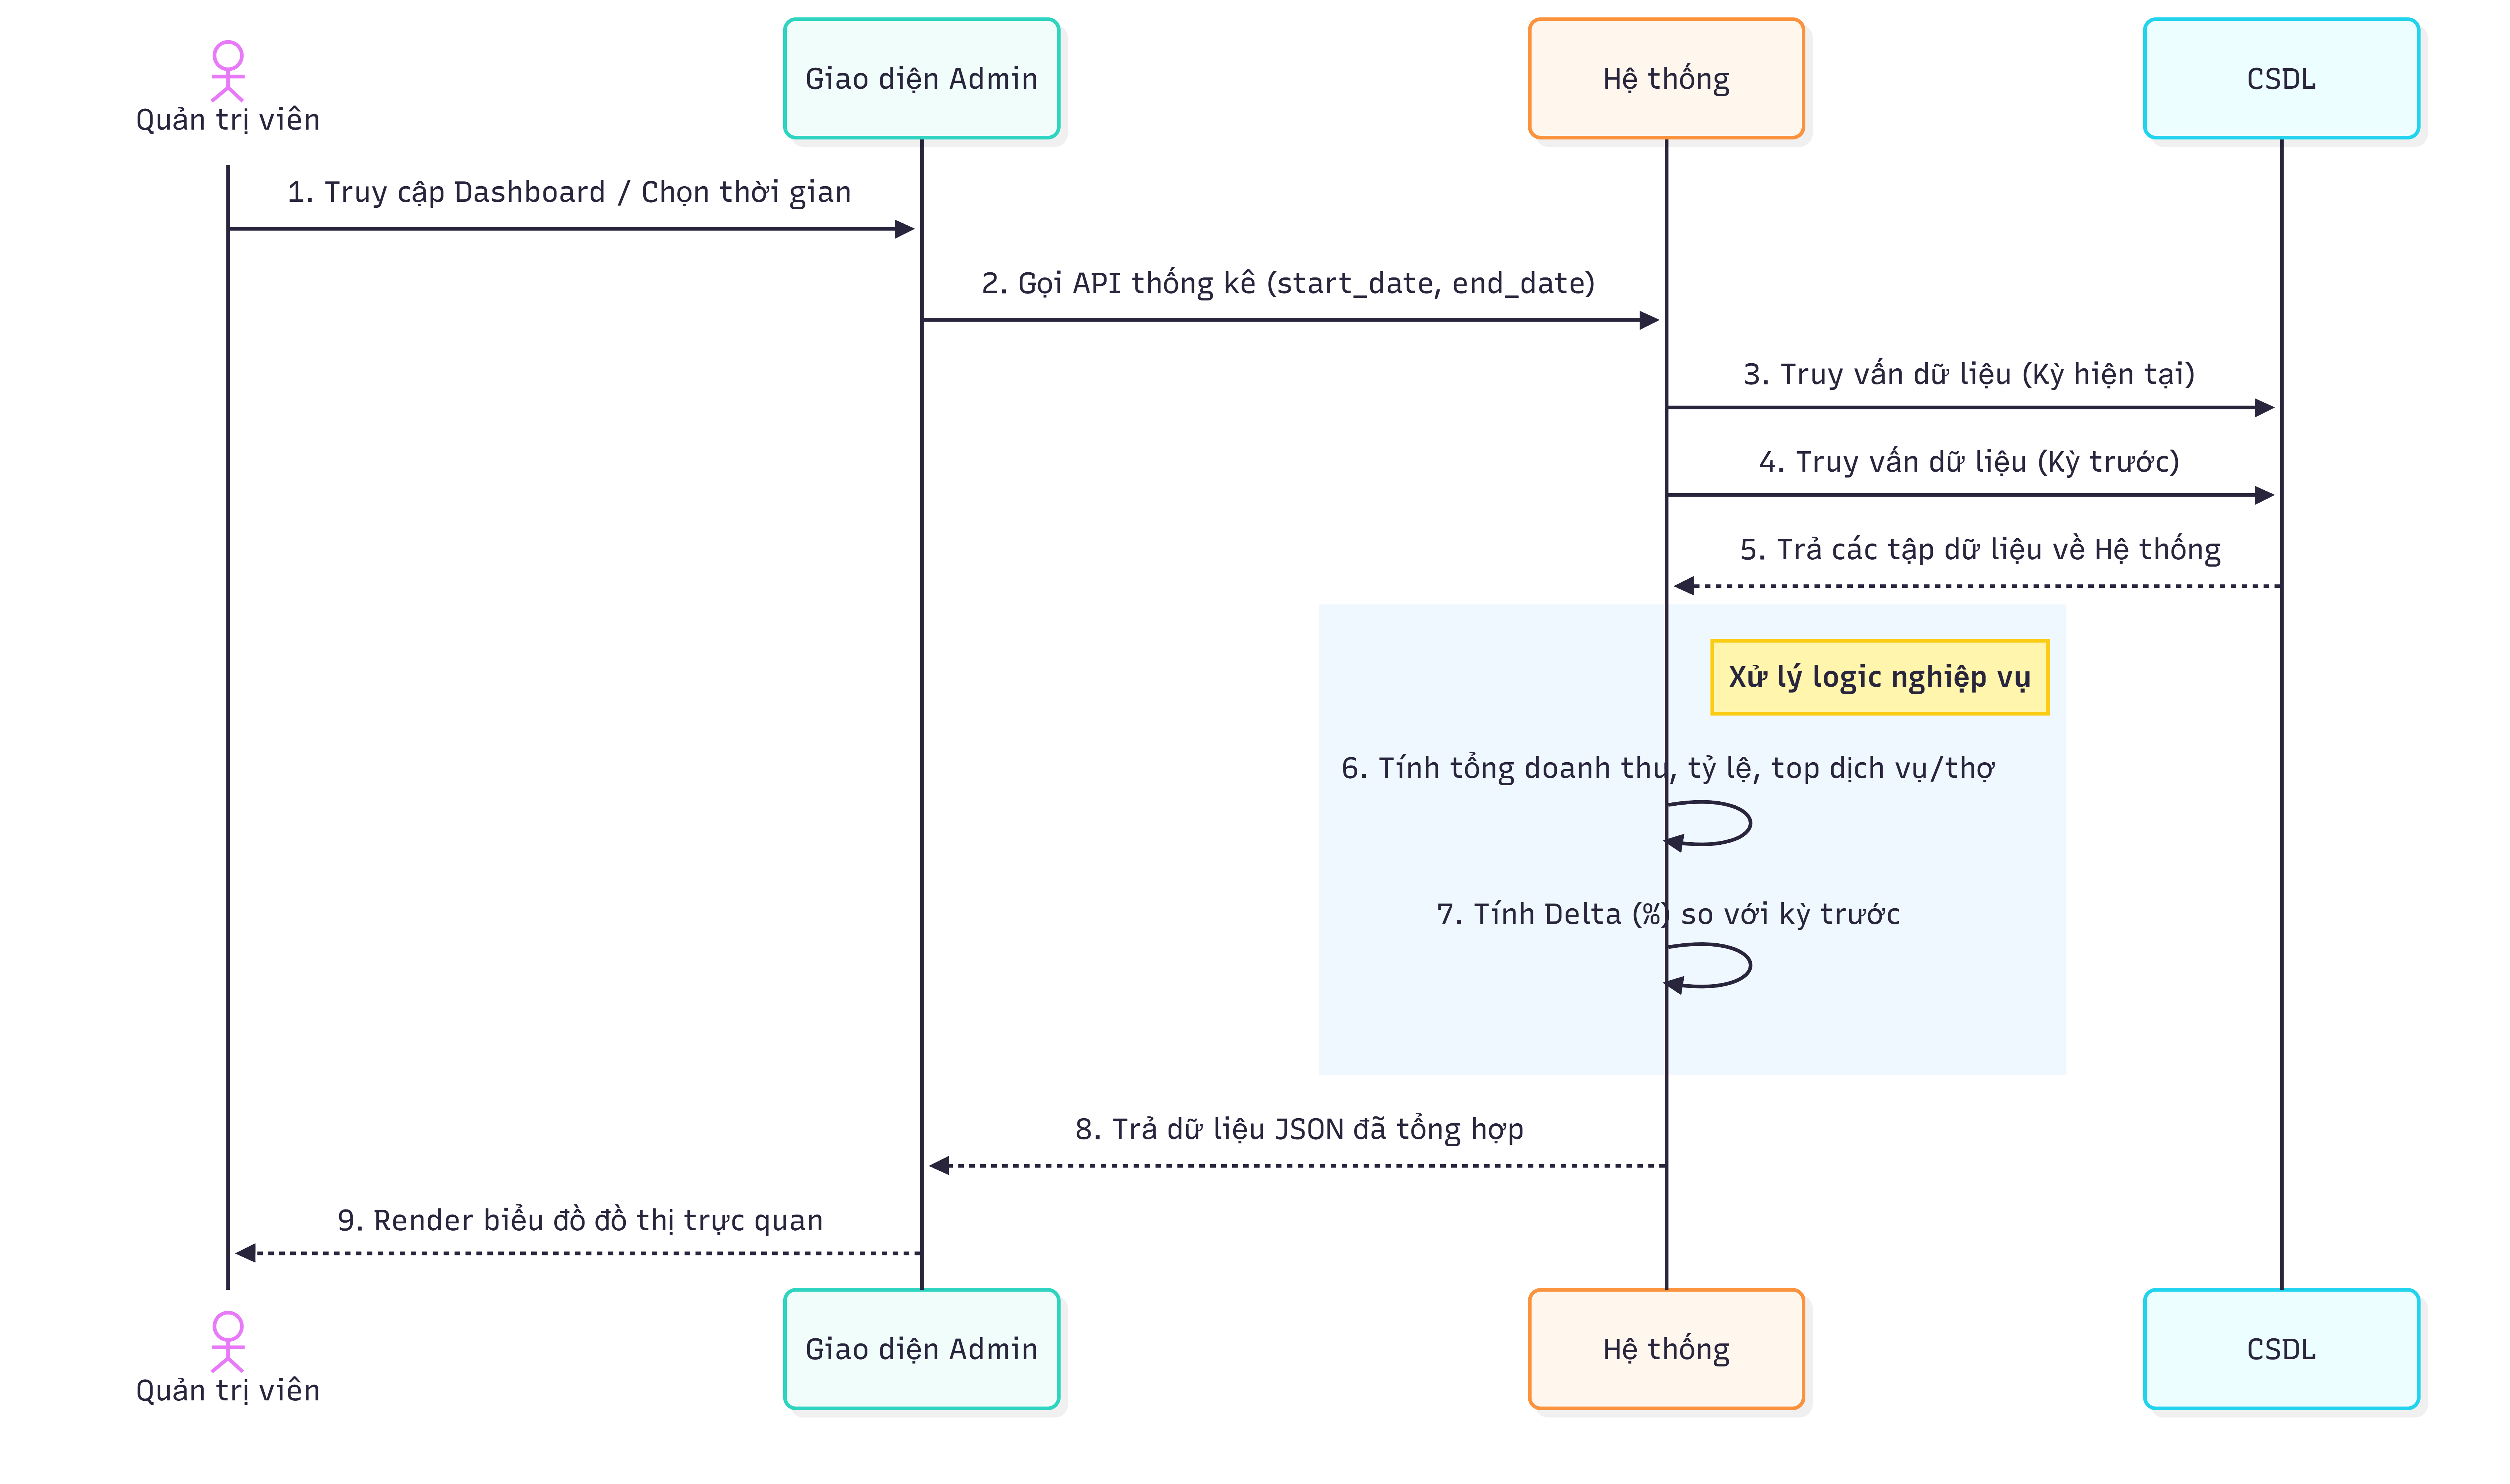 Quản trị viên
Giao diện Admin
Hệ thống
CSDL
1. Truy cập Dashboard / Chọn thời gian
2. Gọi API thống kê (start_date, end_date)
3. Truy vấn dữ liệu (Kỳ hiện tại)
4. Truy vấn dữ liệu (Kỳ trước)
5. Trả các tập dữ liệu về Hệ thống
Xử lý logic nghiệp vụ
6. Tính tổng doanh thu, tỷ lệ, top dịch vụ/thợ
7. Tính Delta (%) so với kỳ trước
8. Trả dữ liệu JSON đã tổng hợp
9. Render biểu đồ đồ thị trực quan
Quản trị viên
Giao diện Admin
Hệ thống
CSDL